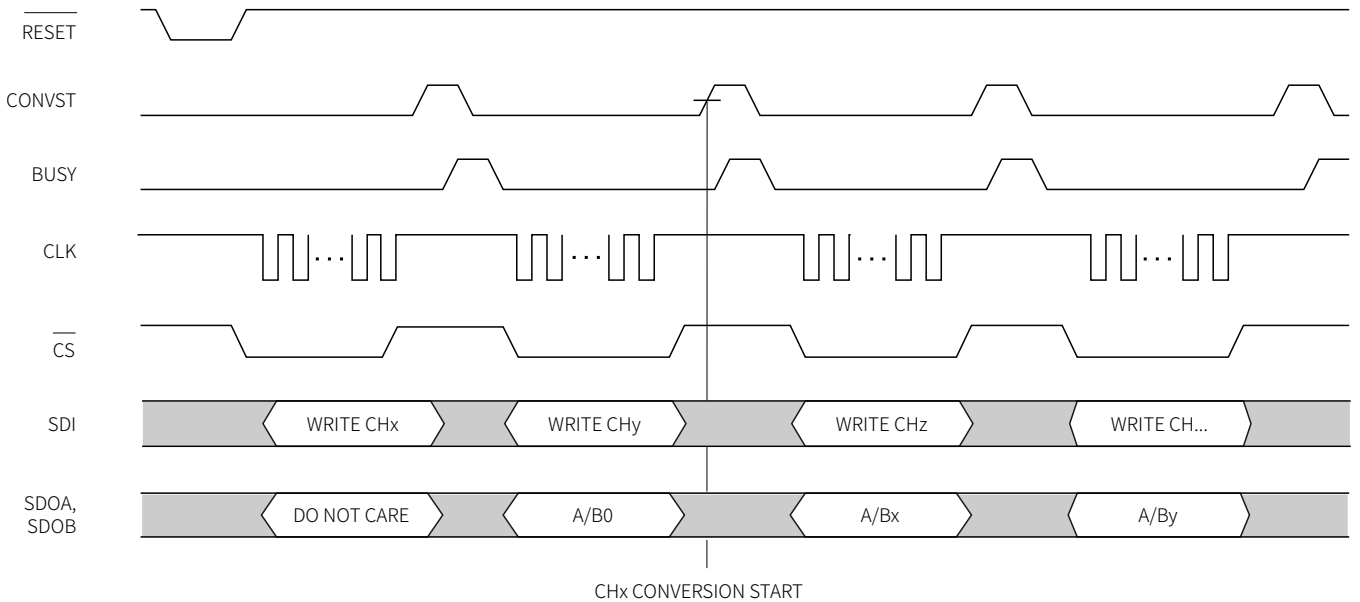 RESET
CONVST
BUSY
CLK
. . .
. . .
. . .
. . .
CS
SDI
WRITE CHx
WRITE CHy
WRITE CHz
WRITE CH...
SDOA,
SDOB
DO NOT CARE
A/B0
A/Bx
A/By
CHx CONVERSION START